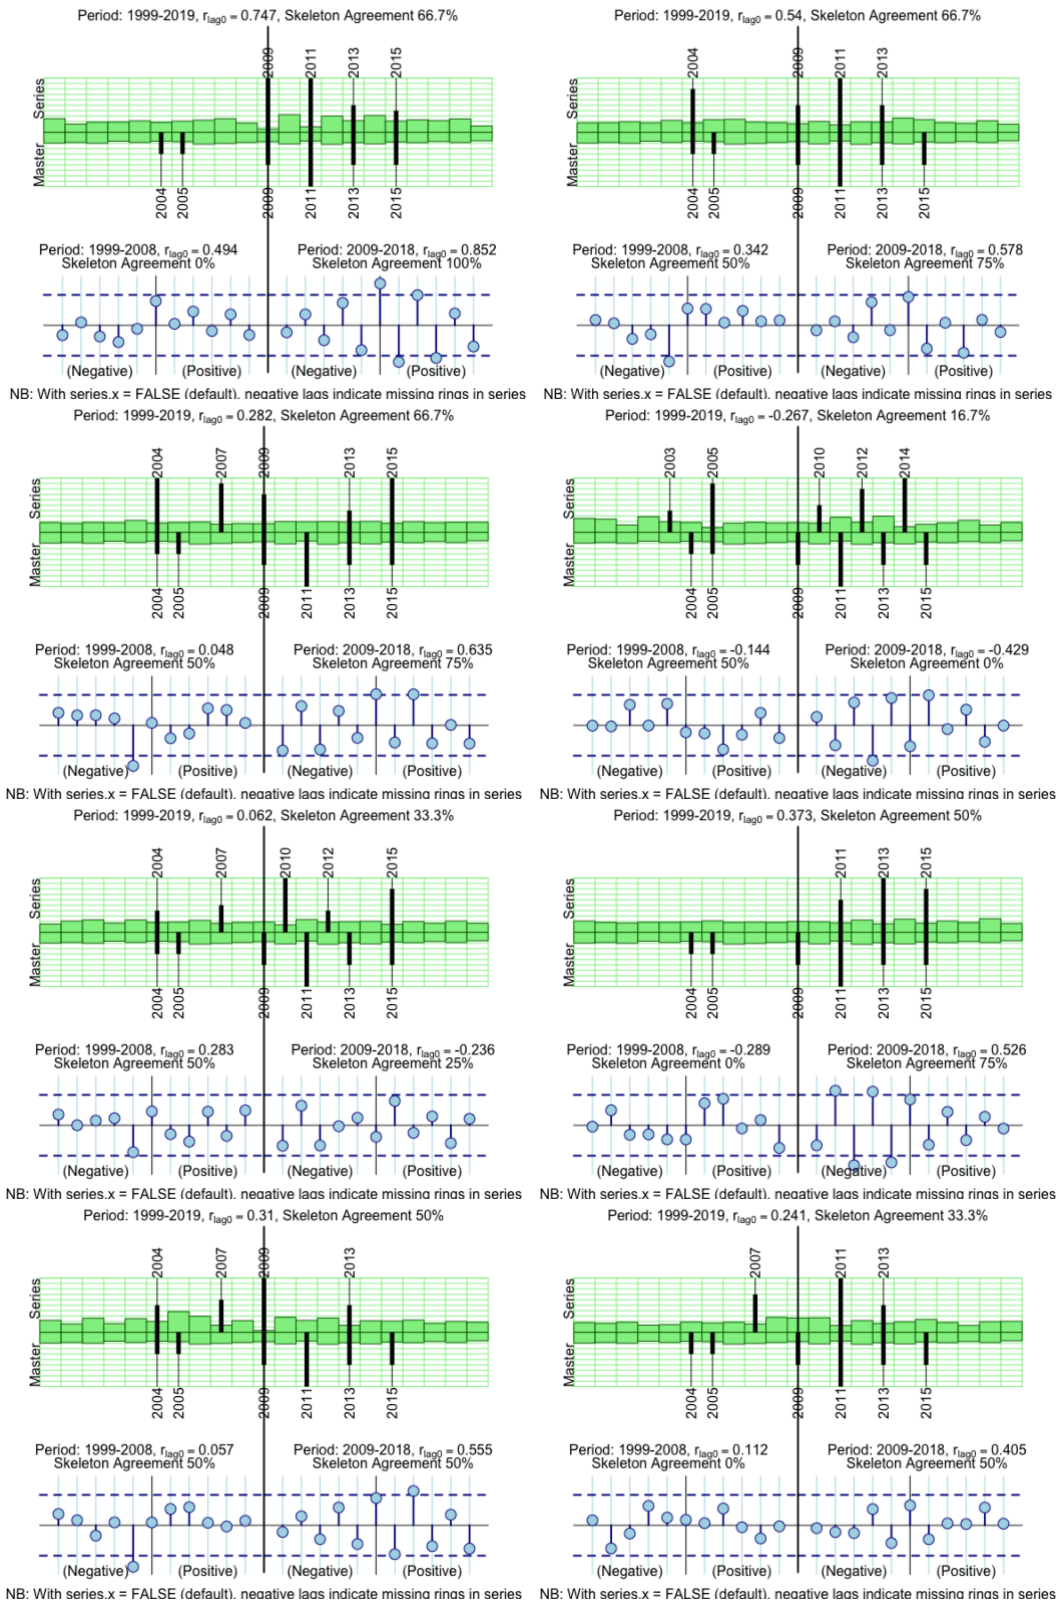 Period: 1999-2019, rlag0 = 0.747, Skeleton Agreement 66.7%
Series
Master
2009 2011 2013 2015
2004 2005 2009 2011 2013 2015
Period: 1999-2008, rlag0 = 0.494
Skeleton Agreement 0%
Period: 2009-2018, rlag0 = 0.852
Skeleton Agreement 100%
(Negative) (Positive) (Negative) (Positive)
NB: With series.x = FALSE (default), negative lags indicate missing rings in series
Period: 1999-2019, rlag0 = 0.54, Skeleton Agreement 66.7%
Series
Master
2004 2009 2011 2013
2005 2009 2011 2013 2015
Period: 1999-2008, rlag0 = 0.342
Skeleton Agreement 50%
Period: 2009-2018, rlag0 = 0.578
Skeleton Agreement 75%
(Negative) (Positive) (Negative) (Positive)
NB: With series.x = FALSE (default), negative lags indicate missing rings in series
Period: 1999-2019, rlag0 = 0.282, Skeleton Agreement 66.7%
Series
Master
2004 2007 2009 2013 2015
2004 2005 2009 2011 2013 2015
Period: 1999-2008, rlag0 = 0.048
Skeleton Agreement 50%
Period: 2009-2018, rlag0 = 0.635
Skeleton Agreement 75%
(Negative) (Positive) (Negative) (Positive)
NB: With series.x = FALSE (default), negative lags indicate missing rings in series
Period: 1999-2019, rlag0 = -0.267, Skeleton Agreement 16.7%
Series
Master
2003 2005 2010 2012 2014
2004 2005 2009 2011 2013 2015
Period: 1999-2008, rlag0 = -0.144
Skeleton Agreement 50%
Period: 2009-2018, rlag0 = -0.429
Skeleton Agreement 0%
(Negative) (Positive) (Negative) (Positive)
NB: With series.x = FALSE (default), negative lags indicate missing rings in series
Period: 1999-2019, rlag0 = 0.062, Skeleton Agreement 33.3%
Series
Master
2004 2007 2010 2012 2015
2004 2005 2009 2011 2013 2015
Period: 1999-2008, rlag0 = 0.283
Skeleton Agreement 50%
Period: 2009-2018, rlag0 = -0.236
Skeleton Agreement 25%
(Negative) (Positive) (Negative) (Positive)
NB: With series.x = FALSE (default), negative lags indicate missing rings in series
Period: 1999-2019, rlag0 = 0.373, Skeleton Agreement 50%
Series
Master
2011 2013 2015
2004 2005 2009 2011 2013 2015
Period: 1999-2008, rlag0 = -0.289
Skeleton Agreement 0%
Period: 2009-2018, rlag0 = 0.526
Skeleton Agreement 75%
(Negative) (Positive) (Negative) (Positive)
NB: With series.x = FALSE (default), negative lags indicate missing rings in series
Period: 1999-2019, rlag0 = 0.31, Skeleton Agreement 50%
Series
Master
2004 2007 2009 2013
2004 2005 2009 2011 2013 2015
Period: 1999-2008, rlag0 = 0.057
Skeleton Agreement 50%
Period: 2009-2018, rlag0 = 0.555
Skeleton Agreement 50%
(Negative) (Positive) (Negative) (Positive)
NB: With series.x = FALSE (default), negative lags indicate missing rings in series
Period: 1999-2019, rlag0 = 0.241, Skeleton Agreement 33.3%
Series
Master
2007 2011 2013
2004 2005 2009 2011 2013 2015
Period: 1999-2008, rlag0 = 0.112
Skeleton Agreement 0%
Period: 2009-2018, rlag0 = 0.405
Skeleton Agreement 50%
(Negative) (Positive) (Negative) (Positive)
NB: With series.x = FALSE (default), negative lags indicate missing rings in series